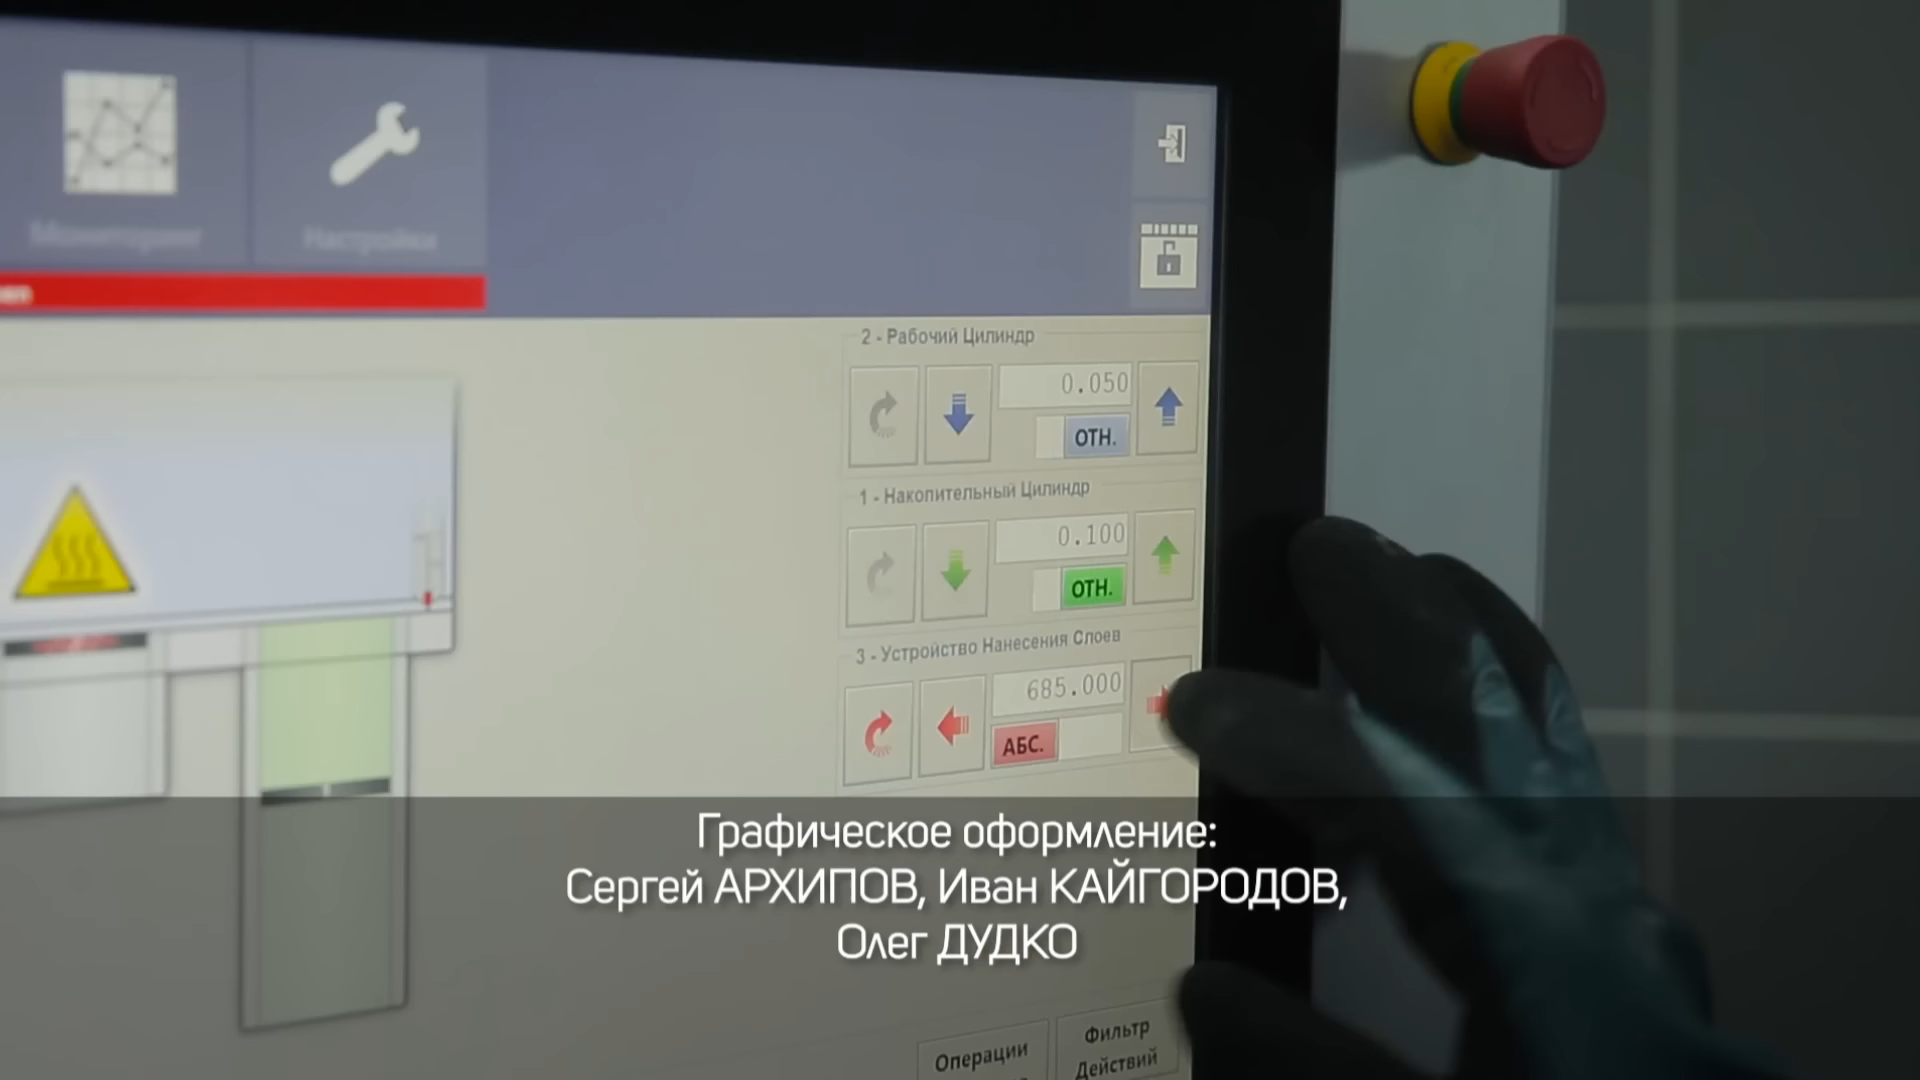 Мониторинг
Настройки
2 - Рабочий Цилиндр
0.050
ОТН.
1 - Накопительный Цилиндр
0.100
ОТН.
3 - Устройство Нанесения Слоев
685.000
АБС.
Графическое оформление:
Сергей АРХИПОВ, Иван КАЙГОРОДОВ,
Олег ДУДКО
Операции
Фильтр
Действий